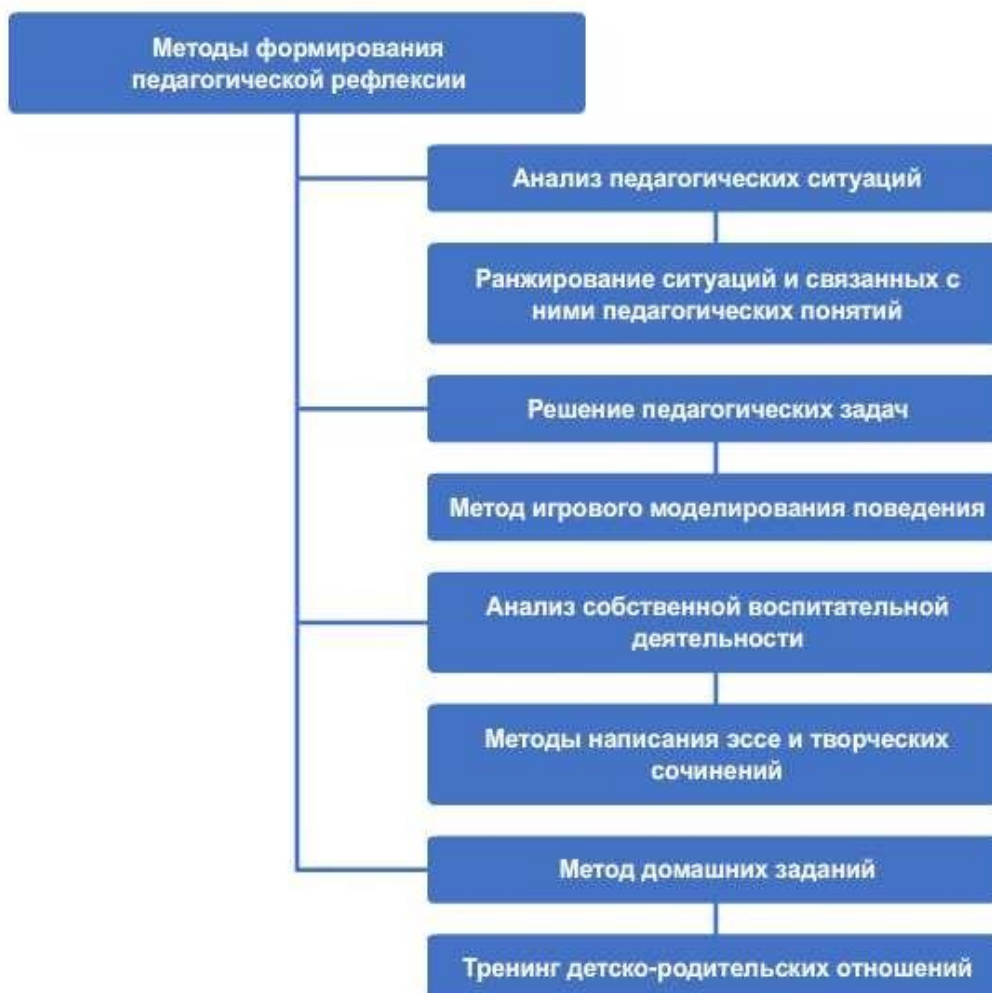 Методы формирования
педагогической рефлексии
Анализ педагогических ситуаций
Ранжирование ситуаций и связанных с
ними педагогических понятий
Решение педагогических задач
Метод игрового моделирования поведения
Анализ собственной воспитательной
деятельности
Методы написания эссе и творческих
сочинений
Метод домашних заданий
Тренинг детско-родительских отношений